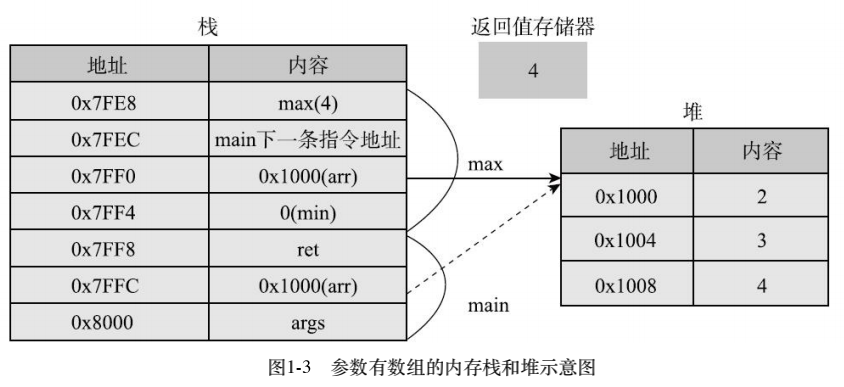 栈
返回值存储器
地址 内容
4
0x7FE8 max(4)
堆
0x7FEC main下一条指令地址
地址 内容
max
0x7FF0 0x1000(arr)
0x1000 2
0x7FF4 0(min)
0x1004 3
0x7FF8 ret
0x1008 4
0x7FFC 0x1000(arr)
main
0x8000 args
图1-3 参数有数组的内存栈和堆示意图